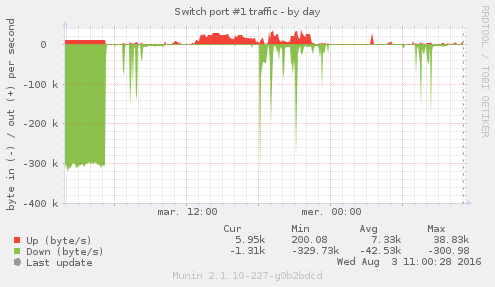 Switch port #1 traffic - by day
RRDTOOL / TOBI OETIKER
byte in (-) / out (+) per second
0
-100 k
-200 k
-300 k
-400 k
mar. 12:00 mer. 00:00
Cur Min Avg Max
Up (byte/s) 5.95k 200.08 7.33k 38.83k
Down (byte/s) -1.31k -329.73k -42.53k -300.98
Last update Wed Aug 3 11:00:28 2016
Munin 2.1.10-227-g0b2bdcd